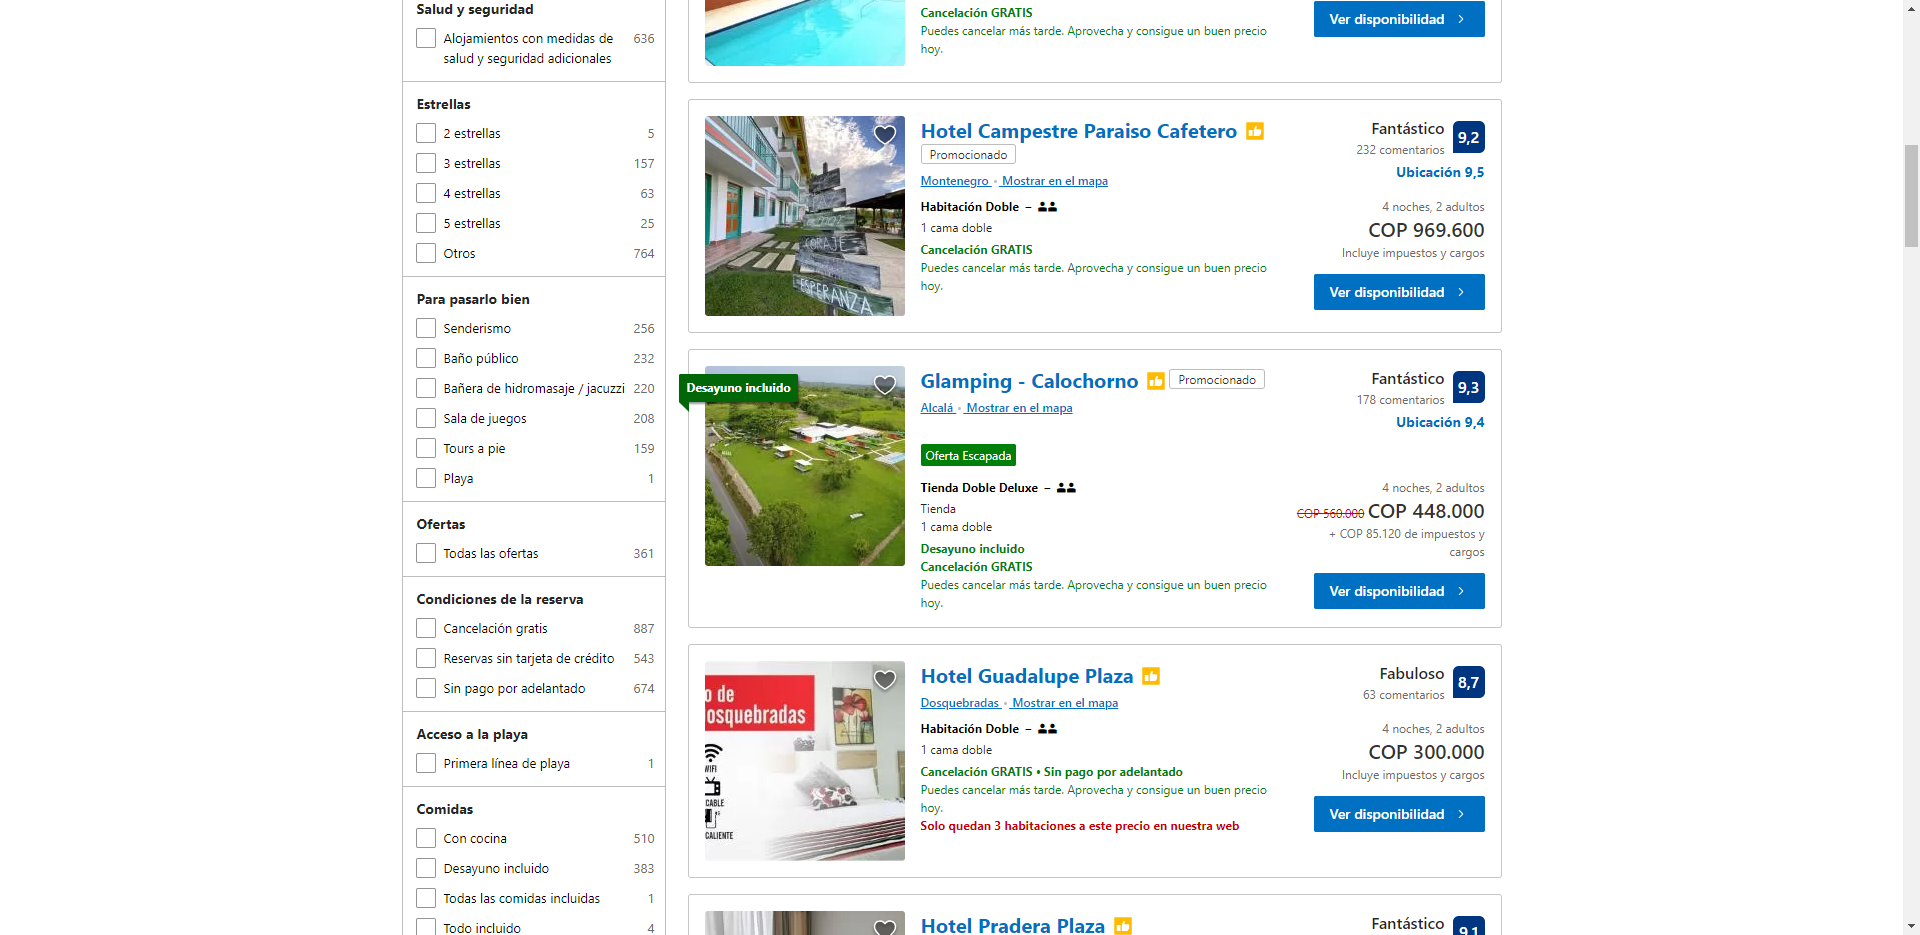 Salud y seguridad
Alojamientos con medidas de 636
salud y seguridad adicionales
Estrellas
2 estrellas 5
3 estrellas 157
4 estrellas 63
5 estrellas 25
Otros 764
Para pasarlo bien
Senderismo 256
Baño público 232
Bañera de hidromasaje / jacuzzi 220
Sala de juegos 208
Tours a pie 159
Playa 1
Ofertas
Todas las ofertas 361
Condiciones de la reserva
Cancelación gratis 887
Reservas sin tarjeta de crédito 543
Sin pago por adelantado 674
Acceso a la playa
Primera línea de playa 1
Comidas
Con cocina 510
Desayuno incluido 383
Todas las comidas incluidas 1
Todo incluido 4
Cancelación GRATIS
Puedes cancelar más tarde. Aprovecha y consigue un buen precio
hoy.
Ver disponibilidad
CORAJE
ESPERANZA
Hotel Campestre Paraiso Cafetero
Promocionado
Montenegro • Mostrar en el mapa
Habitación Doble –
1 cama doble
Cancelación GRATIS
Puedes cancelar más tarde. Aprovecha y consigue un buen precio
hoy.
Fantástico
232 comentarios
9,2
Ubicación 9,5
4 noches, 2 adultos
COP 969.600
Incluye impuestos y cargos
Ver disponibilidad
Desayuno incluido
Glamping - Calochorno Promocionado
Alcalá • Mostrar en el mapa
Oferta Escapada
Tienda Doble Deluxe –
Tienda
1 cama doble
Desayuno incluido
Cancelación GRATIS
Puedes cancelar más tarde. Aprovecha y consigue un buen precio
hoy.
Fantástico
178 comentarios
9,3
Ubicación 9,4
4 noches, 2 adultos
COP 560.000 COP 448.000
+ COP 85.120 de impuestos y
cargos
Ver disponibilidad
o de
osquebradas
WIFI
CABLE
CALIENTE
Hotel Guadalupe Plaza
Dosquebradas • Mostrar en el mapa
Habitación Doble –
1 cama doble
Cancelación GRATIS • Sin pago por adelantado
Puedes cancelar más tarde. Aprovecha y consigue un buen precio
hoy.
Solo quedan 3 habitaciones a este precio en nuestra web
Fabuloso
63 comentarios
8,7
4 noches, 2 adultos
COP 300.000
Incluye impuestos y cargos
Ver disponibilidad
Hotel Pradera Plaza
Fantástico
9,1